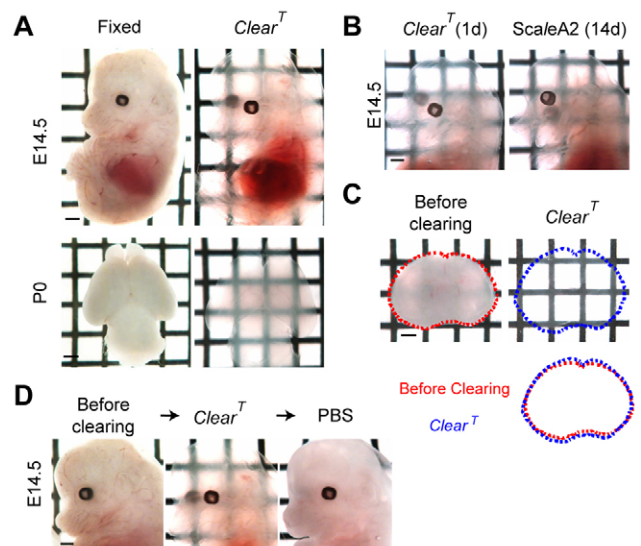 A
Fixed
Clear^T
E14.5
P0
B
Clear^T (1d)
ScaleA2 (14d)
E14.5
C
Before
clearing
Clear^T
Before Clearing
Clear^T
D
Before
clearing
→
Clear^T
→
PBS
E14.5